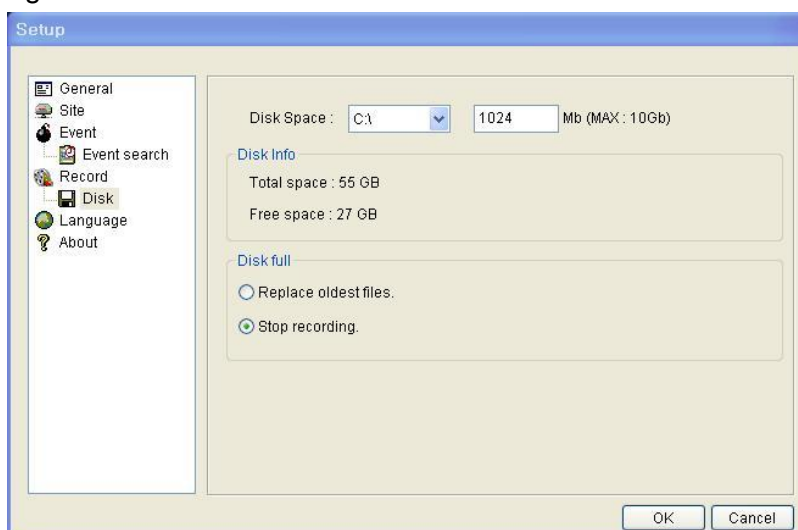 Setup
General
Site
Event
Event search
Record
Disk
Language
About
Disk Space : C:\ 1024 Mb (MAX : 10Gb)
Disk Info
Total space : 55 GB
Free space : 27 GB
Disk full
Replace oldest files.
Stop recording.
OK Cancel